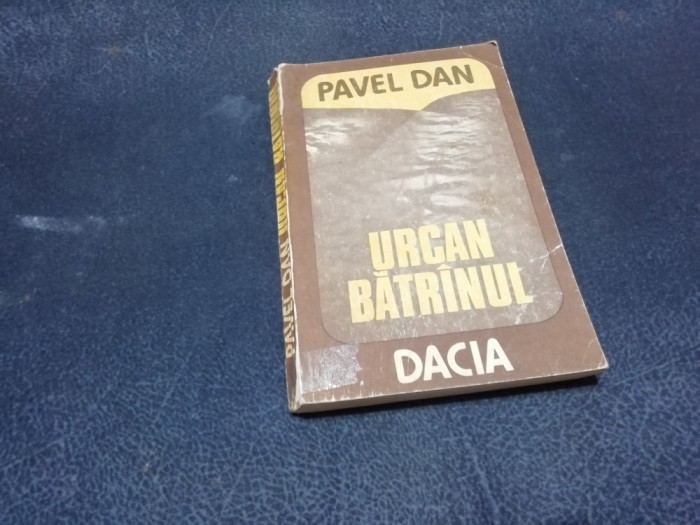 PAVEL DAN
URCAN
BĂTRÎNUL
DACIA
PAVEL DAN URCAN BĂTRÎNUL